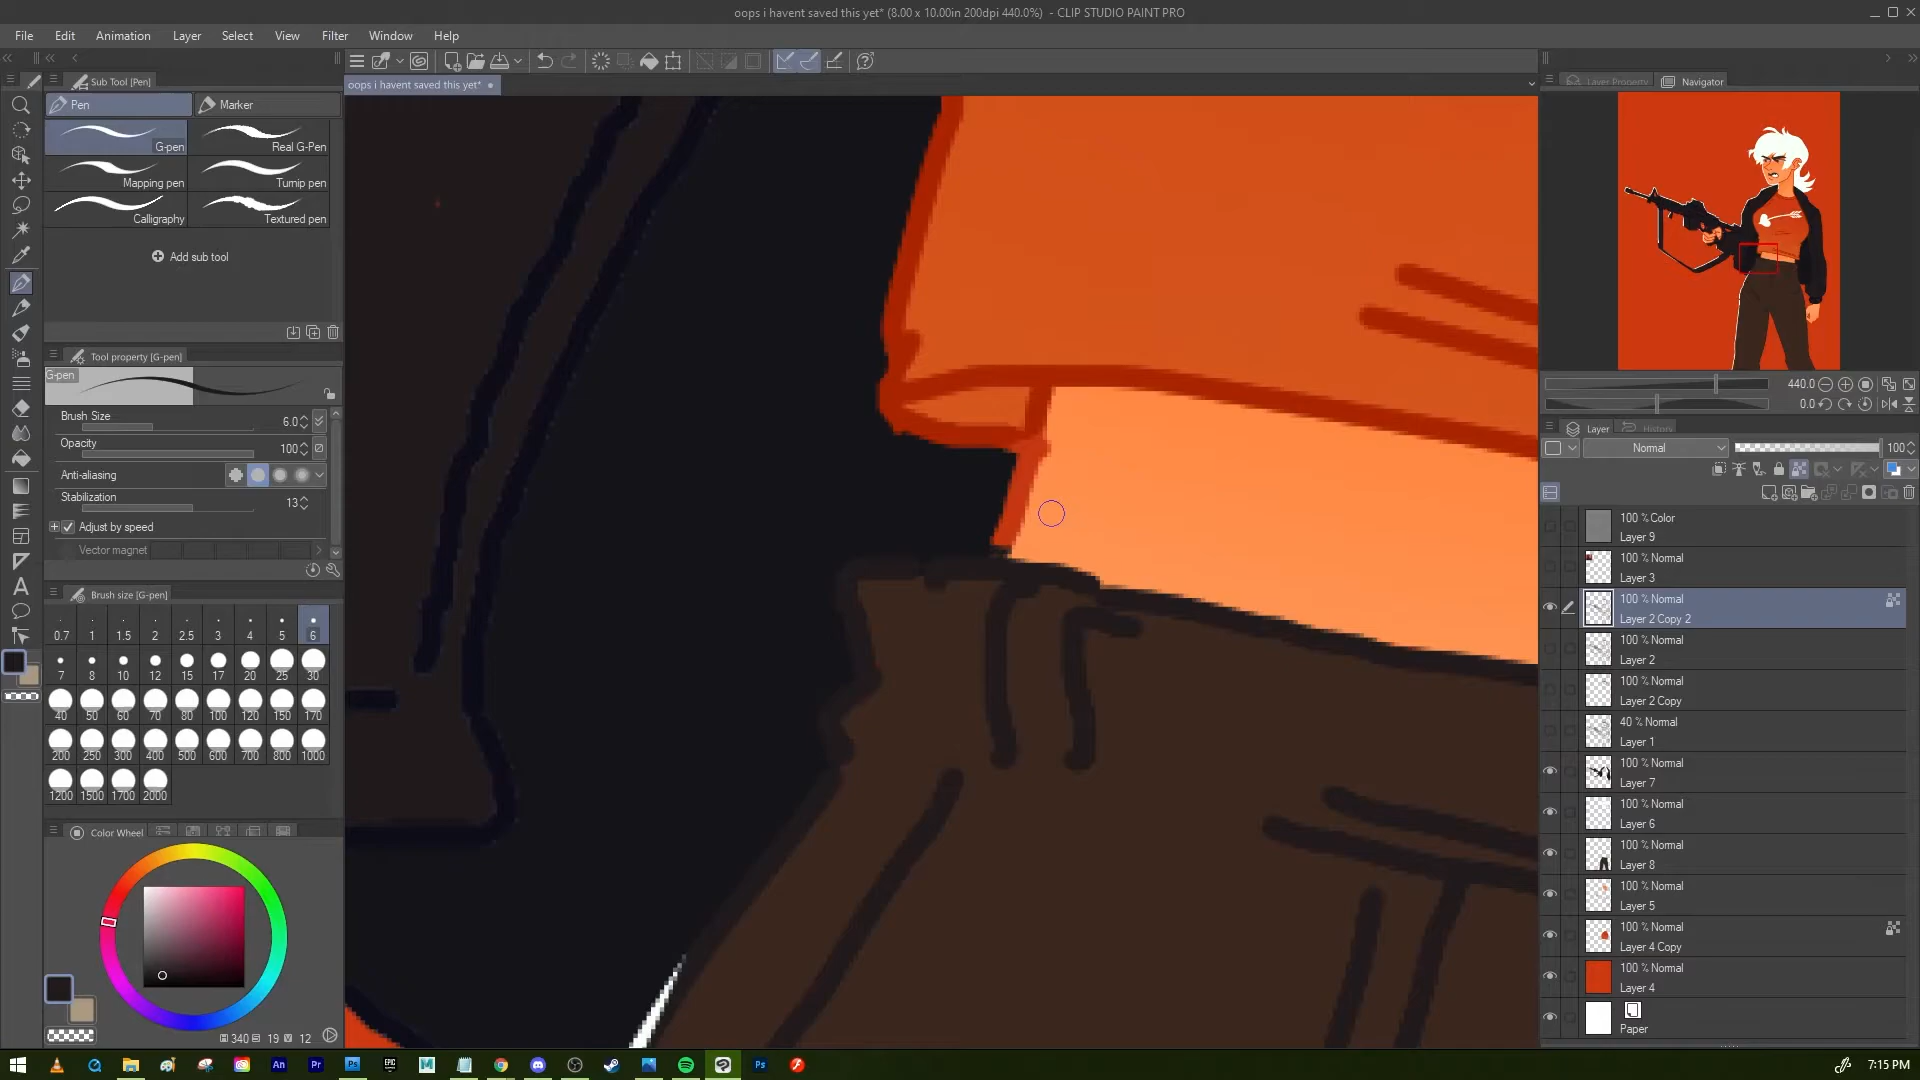 oops i havent saved this yet* (8.00 x 10.00in 200dpi 440.0%)  - CLIP STUDIO PAINT PRO
File Edit Animation Layer Select View Filter Window Help
Sub Tool [Pen]
oops i havent saved this yet*
Layer Property Navigator
Pen Marker
G-pen Real G-Pen
Mapping pen Turnip pen
Calligraphy Textured pen
Add sub tool
Tool property [G-pen]
G-pen
Brush Size 6.0
Opacity 100
Anti-aliasing
Stabilization 13
Adjust by speed
Vector magnet
Brush size [G-pen]
0.7 1 1.5 2 2.5 3 4 5 6
7 8 10 12 15 17 20 25 30
40 50 60 70 80 100 120 150 170
200 250 300 400 500 600 700 800 1000
1200 1500 1700 2000
Color Wheel
340 19 V 12
440.0
0.0
Layer History
Normal 100
100 % Color
Layer 9
100 % Normal
Layer 3
100 % Normal
Layer 2 Copy 2
100 % Normal
Layer 2
100 % Normal
Layer 2 Copy
40 % Normal
Layer 1
100 % Normal
Layer 7
100 % Normal
Layer 6
100 % Normal
Layer 8
100 % Normal
Layer 5
100 % Normal
Layer 4 Copy
100 % Normal
Layer 4
Paper
An Pr Ps EPIC M Ps
7:15 PM